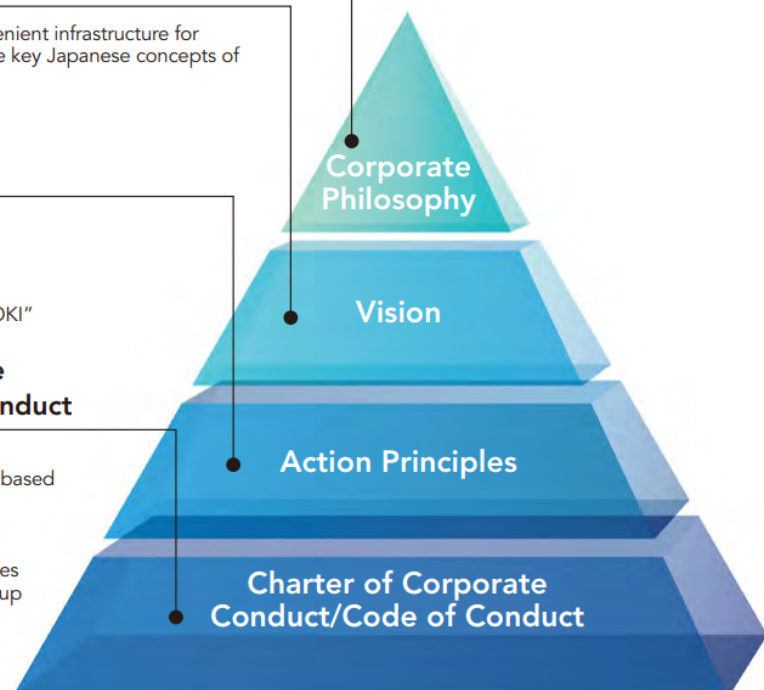 enient infrastructure for
e key Japanese concepts of
Corporate
Philosophy
OKI”
Vision
e
nduct
Action Principles
based
es
up
Charter of Corporate
Conduct/Code of Conduct